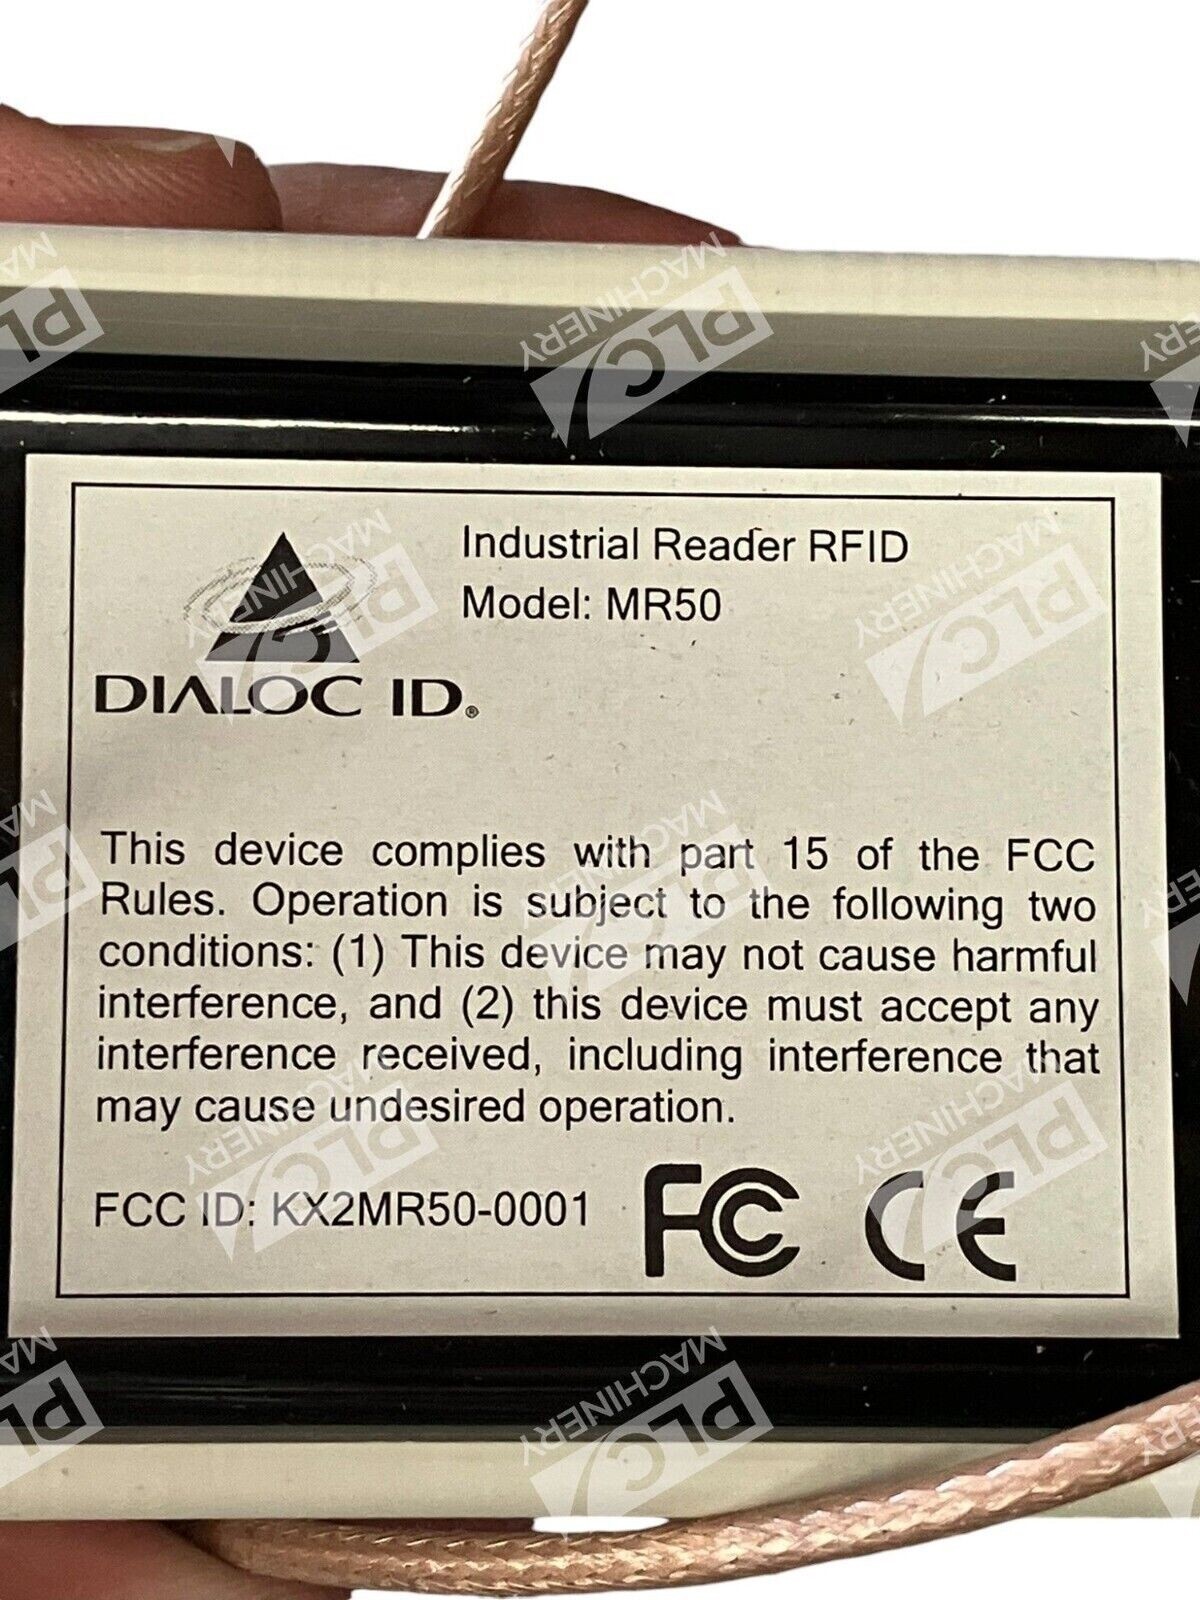 Industrial Reader RFID
Model: MR50
DIALOC ID®
This device complies with part 15 of the FCC
Rules. Operation is subject to the following two
conditions: (1) This device may not cause harmful
interference, and (2) this device must accept any
interference received, including interference that
may cause undesired operation.
FCC ID: KX2MR50-0001 FC CE
PLC MACHINERY